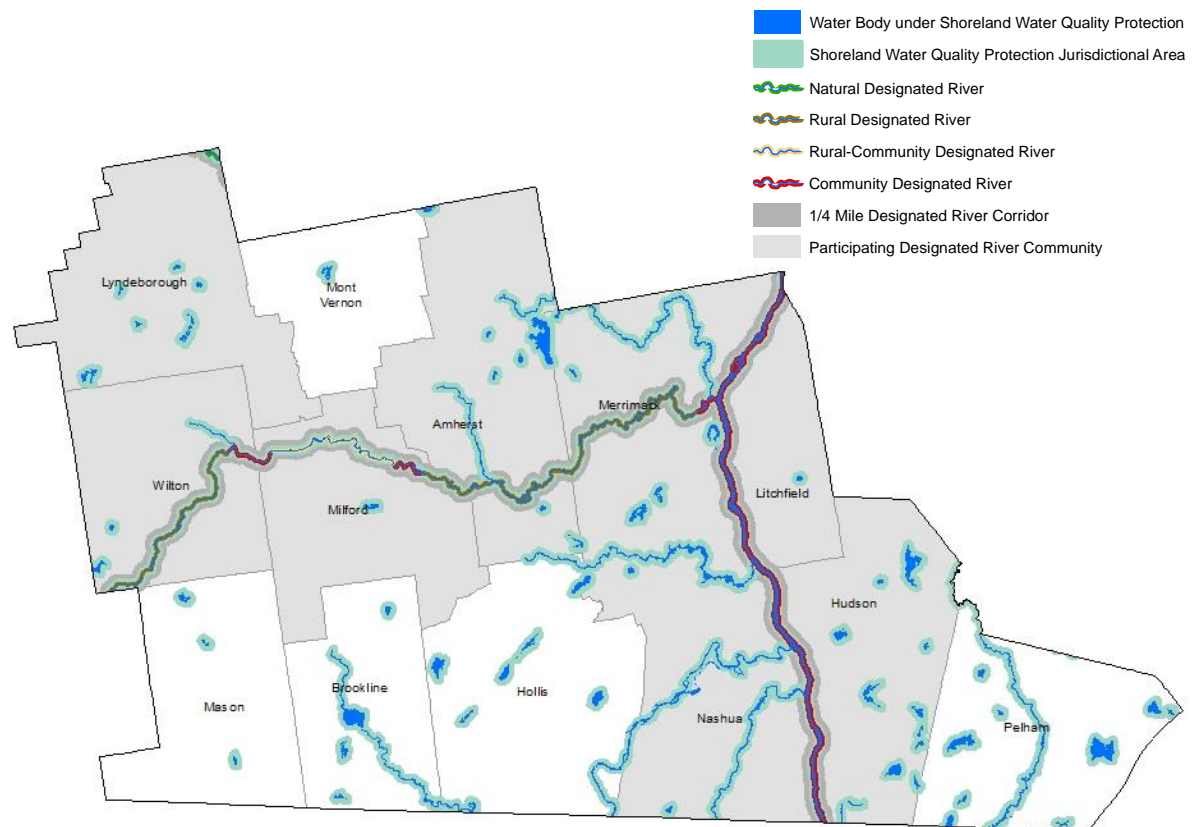 Water Body under Shoreland Water Quality Protection
Shoreland Water Quality Protection Jurisdictional Area
Natural Designated River
Rural Designated River
Rural-Community Designated River
Community Designated River
1/4 Mile Designated River Corridor
Participating Designated River Community
Lyndeborough
Mont
Vernon
Merrimack
Amherst
Wilton
Litchfield
Milford
Hudson
Brookline
Hollis
Mason
Nashua
Pelham